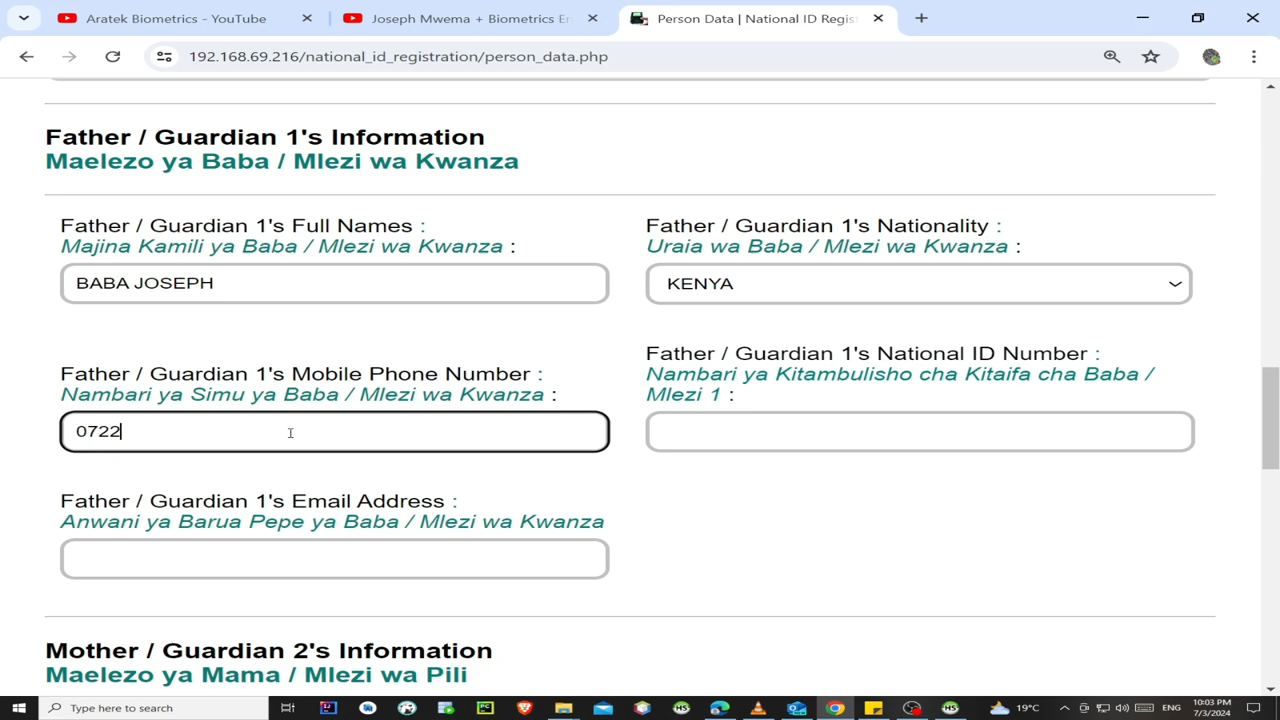 Aratek Biometrics - YouTube
Joseph Mwema + Biometrics En
Person Data | National ID Regis
192.168.69.216/national_id_registration/person_data.php
Father / Guardian 1's Information
Maelezo ya Baba / Mlezi wa Kwanza
Father / Guardian 1's Full Names :
Majina Kamili ya Baba / Mlezi wa Kwanza :
BABA JOSEPH
Father / Guardian 1's Nationality :
Uraia wa Baba / Mlezi wa Kwanza :
KENYA
Father / Guardian 1's Mobile Phone Number :
Nambari ya Simu ya Baba / Mlezi wa Kwanza :
0722
Father / Guardian 1's National ID Number :
Nambari ya Kitambulisho cha Kitaifa cha Baba /
Mlezi 1 :
Father / Guardian 1's Email Address :
Anwani ya Barua Pepe ya Baba / Mlezi wa Kwanza
Mother / Guardian 2's Information
Maelezo ya Mama / Mlezi wa Pili
Type here to search
19°C
ENG
10:03 PM
7/3/2024